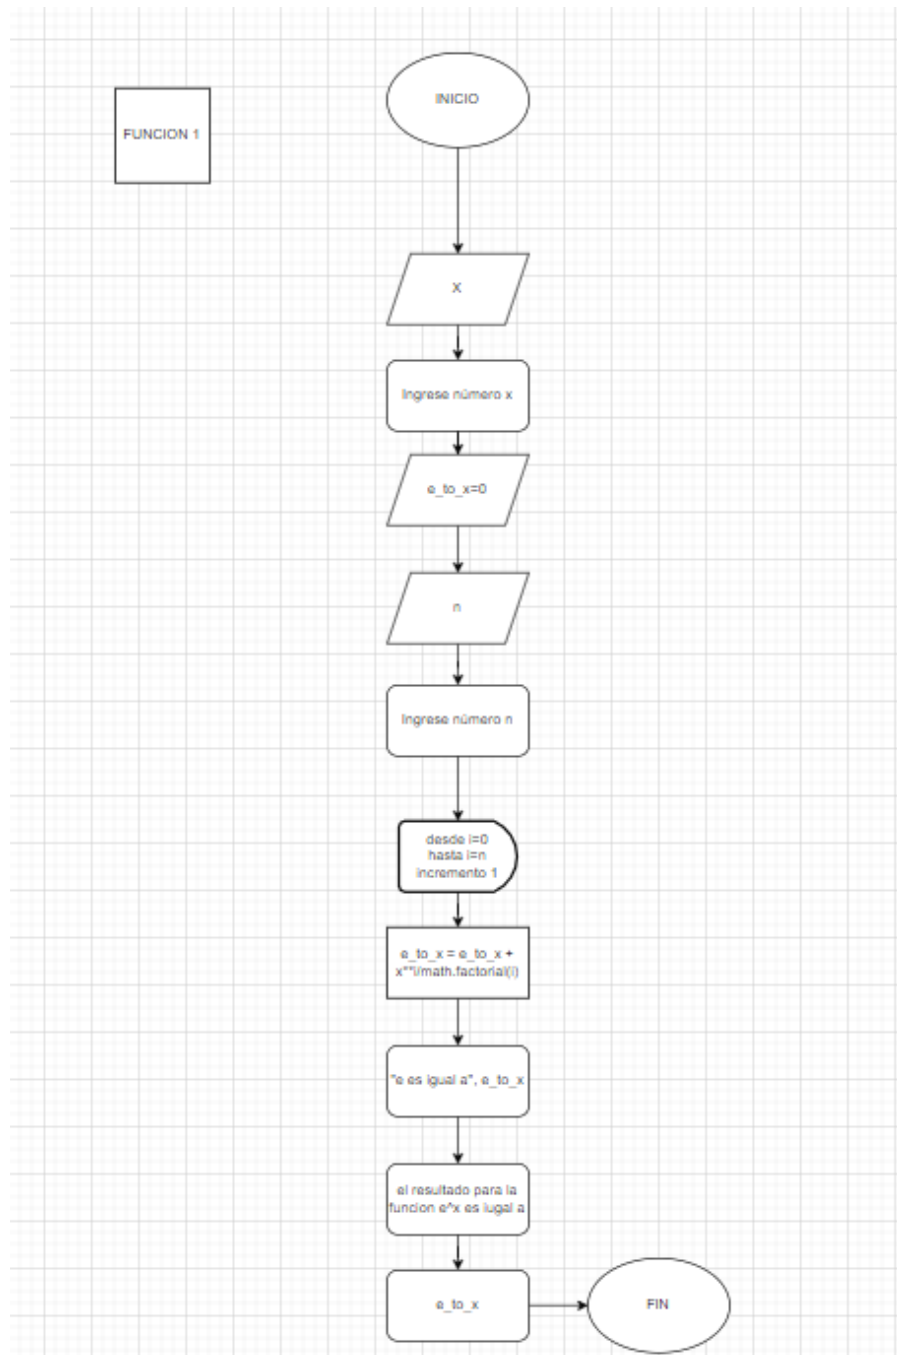 INICIO
FUNCION 1
X
Ingrese número x
e_to_x=0
n
Ingrese número n
desde i=0
hasta i=n
incremento 1
e_to_x = e_to_x +
x**i/math.factorial(i)
"e es igual a", e_to_x
el resultado para la
funcion e^x es iugal a
e_to_x
FIN